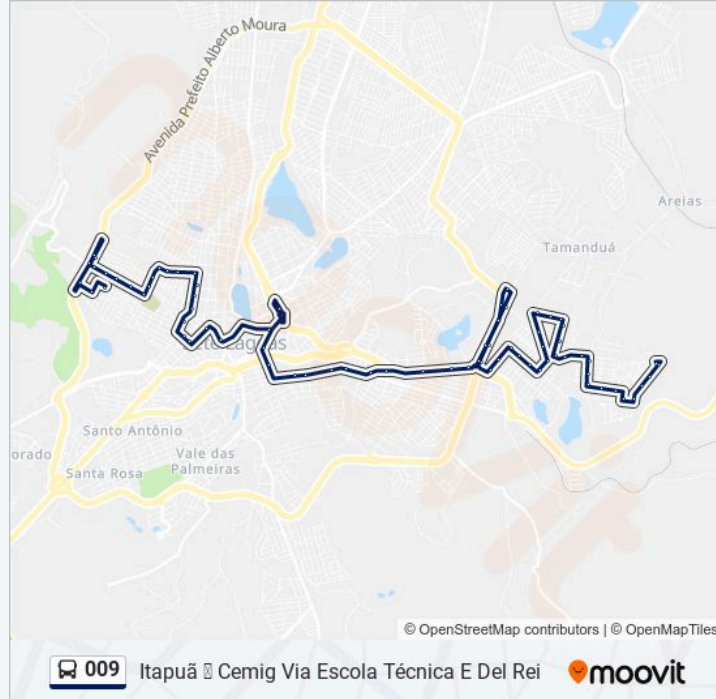 Avenida Prefeito Alberto Moura
Areias
Tamanduá
Santo Antônio
orado
Vale das
Palmeiras
Santa Rosa
© OpenStreetMap contributors | © OpenMapTiles
009 Itapuã ▯ Cemig Via Escola Técnica E Del Rei moovit